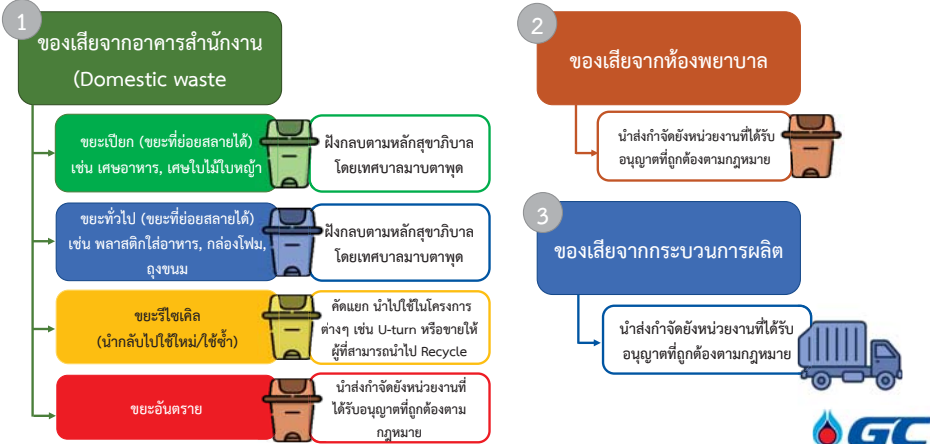 1
ของเสียจากอาคารสำนักงาน
(Domestic waste
ขยะเปียก (ขยะที่ย่อยสลายได้)
เช่น เศษอาหาร, เศษใบไม้ใบหญ้า
ฝังกลบตามหลักสุขาภิบาล
โดยเทศบาลมาบตาพุด
ขยะทั่วไป (ขยะที่ย่อยสลายได้)
เช่น พลาสติกใส่อาหาร, กล่องโฟม,
ถุงขนม
ฝังกลบตามหลักสุขาภิบาล
โดยเทศบาลมาบตาพุด
ขยะรีไซเคิล
(นำกลับไปใช้ใหม่/ใช้ซ้ำ)
คัดแยก นำไปใช้ในโครงการ
ต่างๆ เช่น U-turn หรือขายให้
ผู้ที่สามารถนำไป Recycle
ขยะอันตราย
นำส่งกำจัดยังหน่วยงานที่
ได้รับอนุญาตที่ถูกต้องตาม
กฎหมาย
2
ของเสียจากห้องพยาบาล
นำส่งกำจัดยังหน่วยงานที่ได้รับ
อนุญาตที่ถูกต้องตามกฎหมาย
3
ของเสียจากกระบวนการผลิต
นำส่งกำจัดยังหน่วยงานที่ได้รับ
อนุญาตที่ถูกต้องตามกฎหมาย
GC